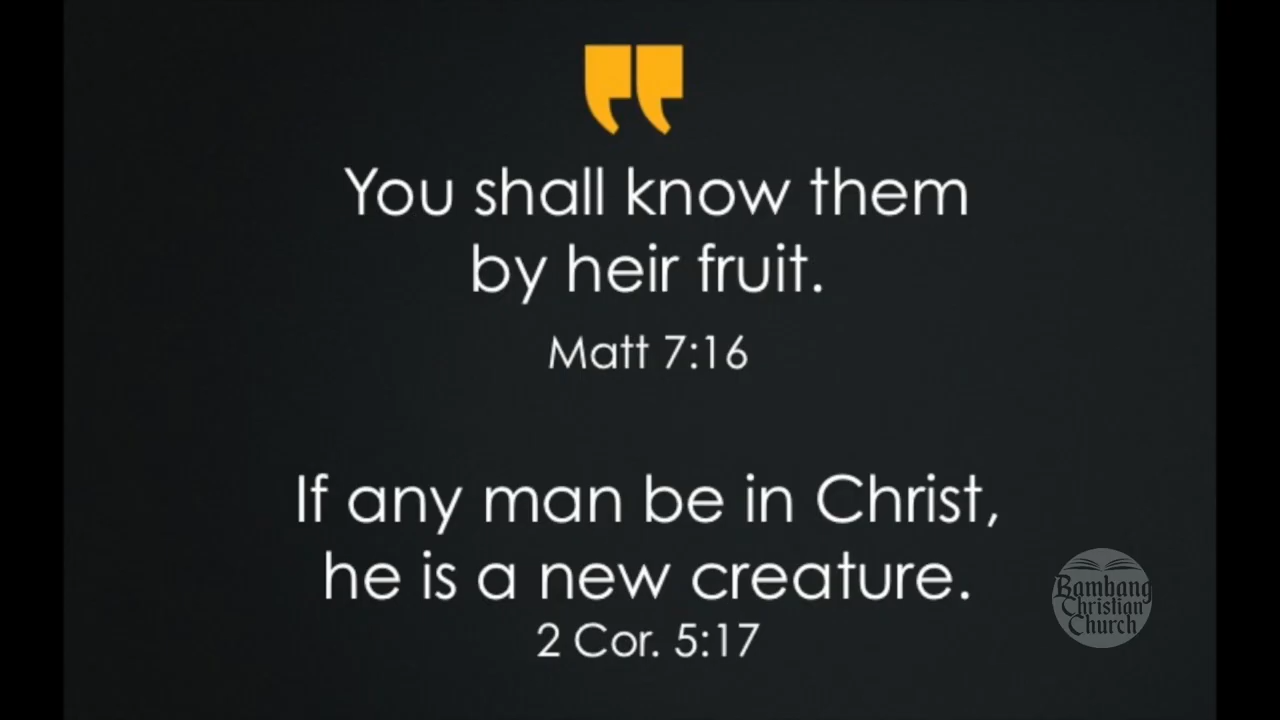 You shall know them
by heir fruit.
Matt 7:16
If any man be in Christ,
he is a new creature.
2 Cor. 5:17
Bambang
Christian
Church